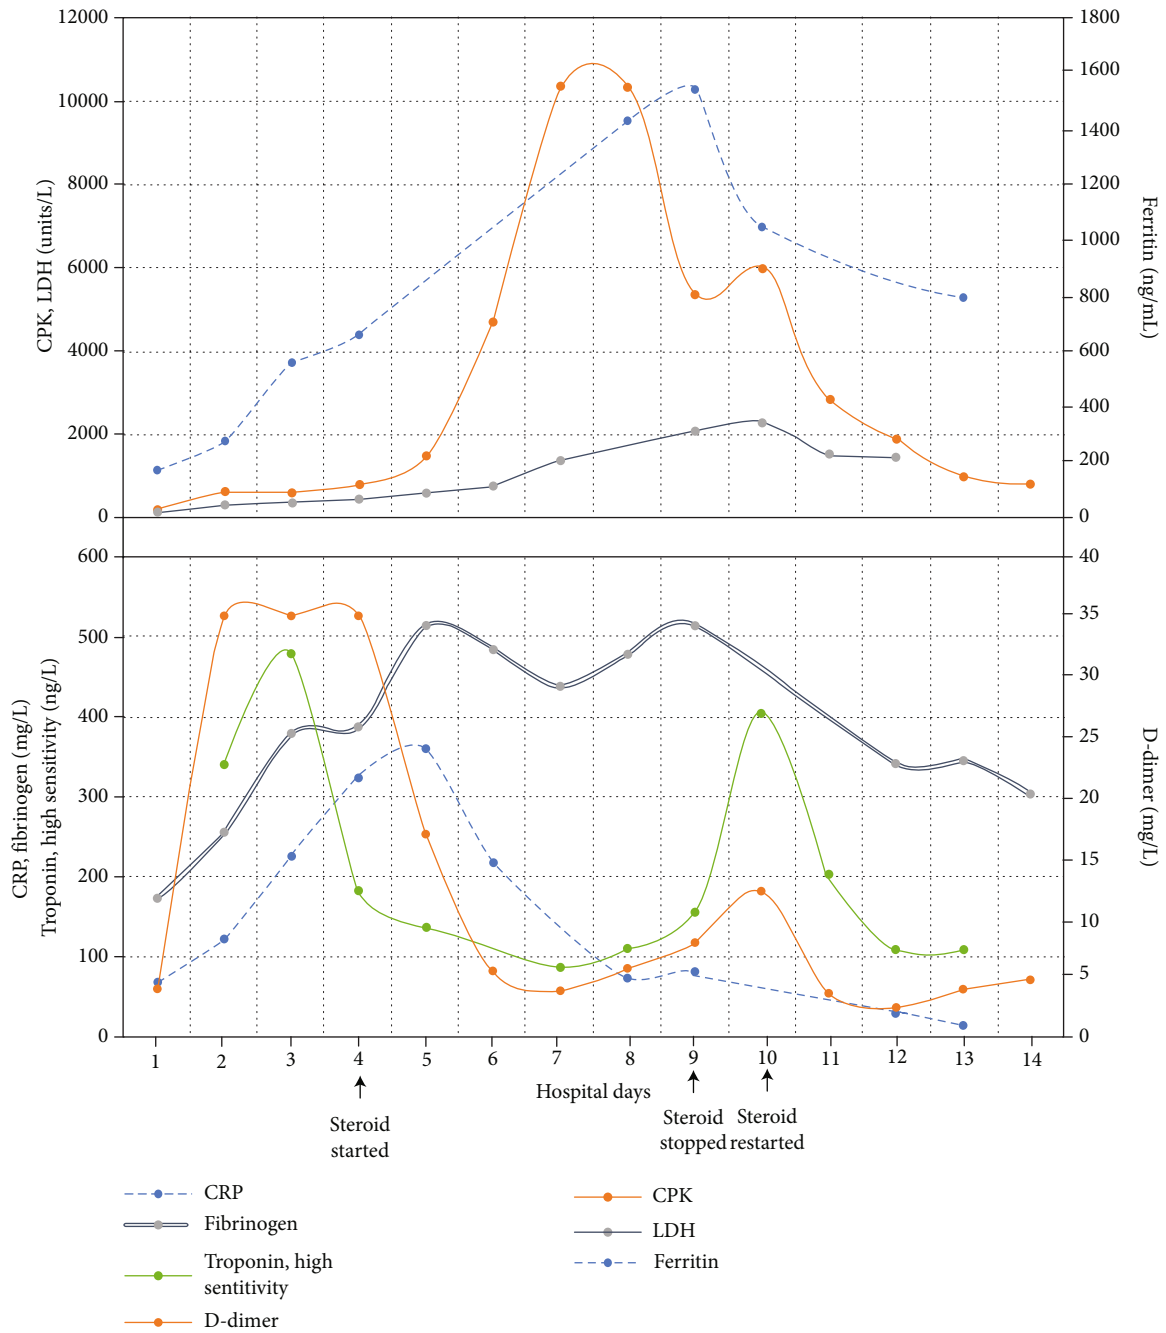 12000
10000
8000
6000
4000
2000
0
CPK, LDH (units/L)
1800
1600
1400
1200
1000
800
600
400
200
0
Ferritin (ng/mL)
600
500
400
300
200
100
0
CRP, fibrinogen (mg/L)
Troponin, high sensitivity (ng/L)
40
35
30
25
20
15
10
5
0
D-dimer (mg/L)
1 2 3 4 5 6 7 8 9 10 11 12 13 14
Hospital days
Steroid
started
Steroid
stopped
Steroid
restarted
CRP
Fibrinogen
Troponin, high
sentitivity
D-dimer
CPK
LDH
Ferritin